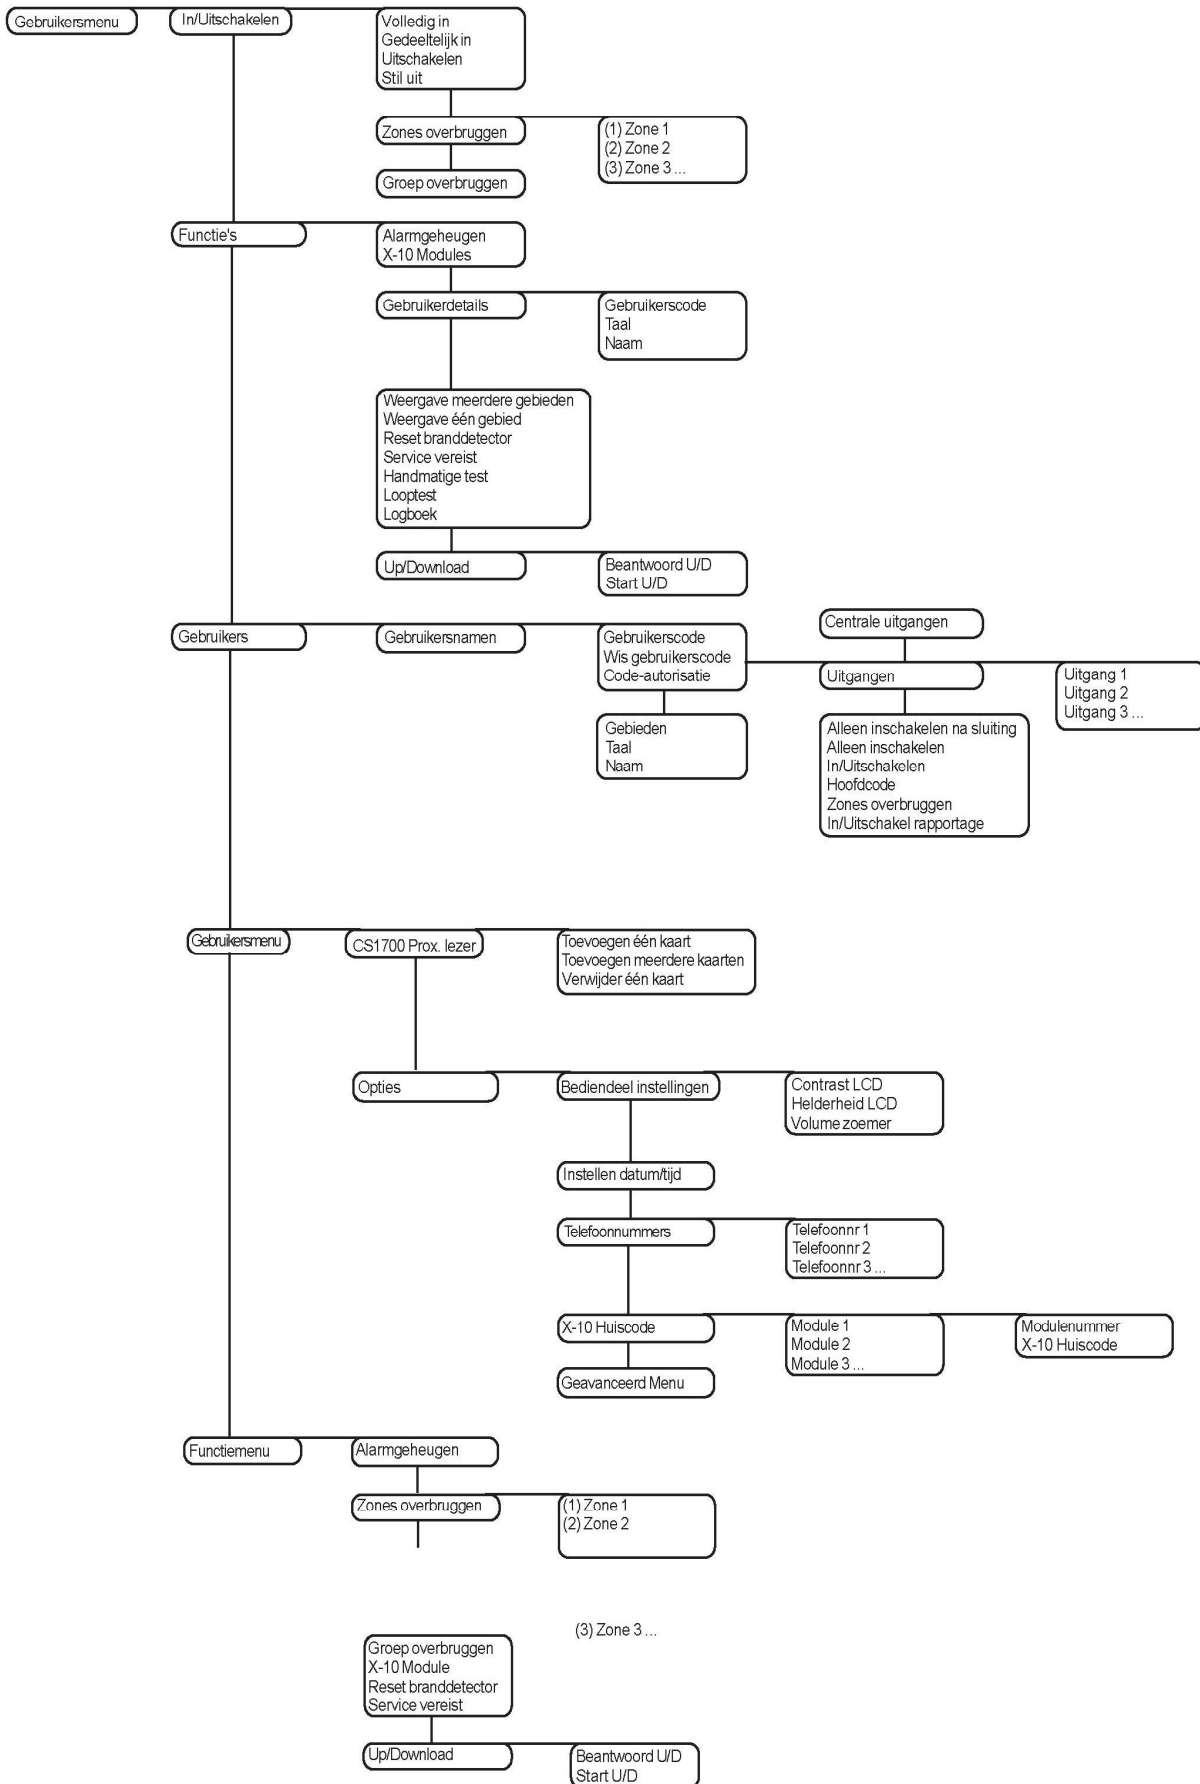 Gebruikersmenu
In/Uitschakelen
Volledig in
Gedeeltelijk in
Uitschakelen
Stil uit
Zones overbruggen
(1) Zone 1
(2) Zone 2
(3) Zone 3 ...
Groep overbruggen
Functie's
Alarmgeheugen
X-10 Modules
Gebruikerdetails
Gebruikerscode
Taal
Naam
Weergave meerdere gebieden
Weergave één gebied
Reset branddetector
Service vereist
Handmatige test
Looptest
Logboek
Up/Download
Beantwoord U/D
Start U/D
Gebruikers
Gebruikersnamen
Gebruikerscode
Wis gebruikerscode
Code-autorisatie
Gebieden
Taal
Naam
Centrale uitgangen
Uitgangen
Uitgang 1
Uitgang 2
Uitgang 3 ...
Alleen inschakelen na sluiting
Alleen inschakelen
In/Uitschakelen
Hoofdcode
Zones overbruggen
In/Uitschakel rapportage
Gebruikersmenu
CS1700 Prox. lezer
Toevoegen één kaart
Toevoegen meerdere kaarten
Verwijder één kaart
Opties
Bediendeel instellingen
Contrast LCD
Helderheid LCD
Volume zoemer
Instellen datum/tijd
Telefoonnummers
Telefoonnr 1
Telefoonnr 2
Telefoonnr 3 ...
X-10 Huiscode
Module 1
Module 2
Module 3 ...
Modulenummer
X-10 Huiscode
Geavanceerd Menu
Functiemenu
Alarmgeheugen
Zones overbruggen
(1) Zone 1
(2) Zone 2
(3) Zone 3 ...
Groep overbruggen
X-10 Module
Reset branddetector
Service vereist
Up/Download
Beantwoord U/D
Start U/D